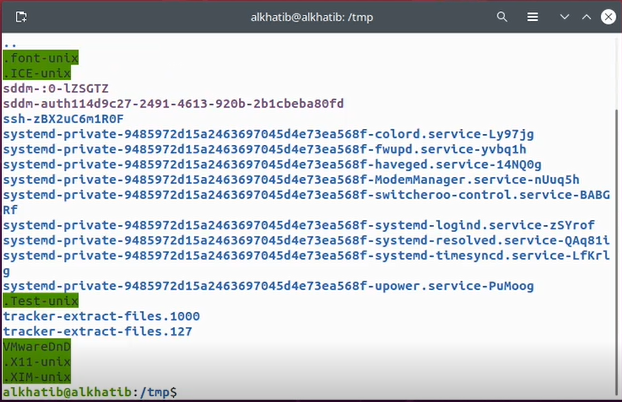 alkhatib@alkhatib: /tmp
..
.font-unix
.ICE-unix
sddm-:0-lZSGTZ
sddm-auth114d9c27-2491-4613-920b-2b1cbeba80fd
ssh-zBX2uC6m1R0F
systemd-private-9485972d15a2463697045d4e73ea568f-colord.service-Ly97jg
systemd-private-9485972d15a2463697045d4e73ea568f-fwupd.service-yvbq1h
systemd-private-9485972d15a2463697045d4e73ea568f-haveged.service-14NQ0g
systemd-private-9485972d15a2463697045d4e73ea568f-ModemManager.service-nUuq5h
systemd-private-9485972d15a2463697045d4e73ea568f-switcheroo-control.service-BABG
Rf
systemd-private-9485972d15a2463697045d4e73ea568f-systemd-logind.service-zSYrof
systemd-private-9485972d15a2463697045d4e73ea568f-systemd-resolved.service-QAq81i
systemd-private-9485972d15a2463697045d4e73ea568f-systemd-timesyncd.service-LfKrl
g
systemd-private-9485972d15a2463697045d4e73ea568f-upower.service-PuMoog
.Test-unix
tracker-extract-files.1000
tracker-extract-files.127
VMwareDnD
.X11-unix
.XIM-unix
alkhatib@alkhatib:/tmp$